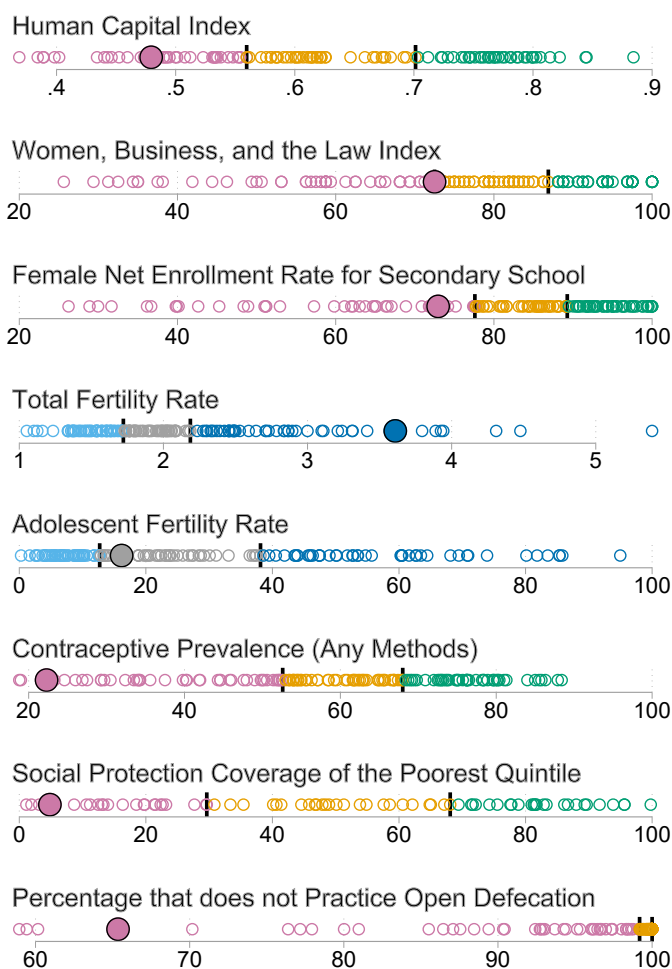 Human Capital Index
.4 .5 .6 .7 .8 .9
Women, Business, and the Law Index
20 40 60 80 100
Female Net Enrollment Rate for Secondary School
20 40 60 80 100
Total Fertility Rate
1 2 3 4 5
Adolescent Fertility Rate
0 20 40 60 80 100
Contraceptive Prevalence (Any Methods)
20 40 60 80 100
Social Protection Coverage of the Poorest Quintile
0 20 40 60 80 100
Percentage that does not Practice Open Defecation
60 70 80 90 100